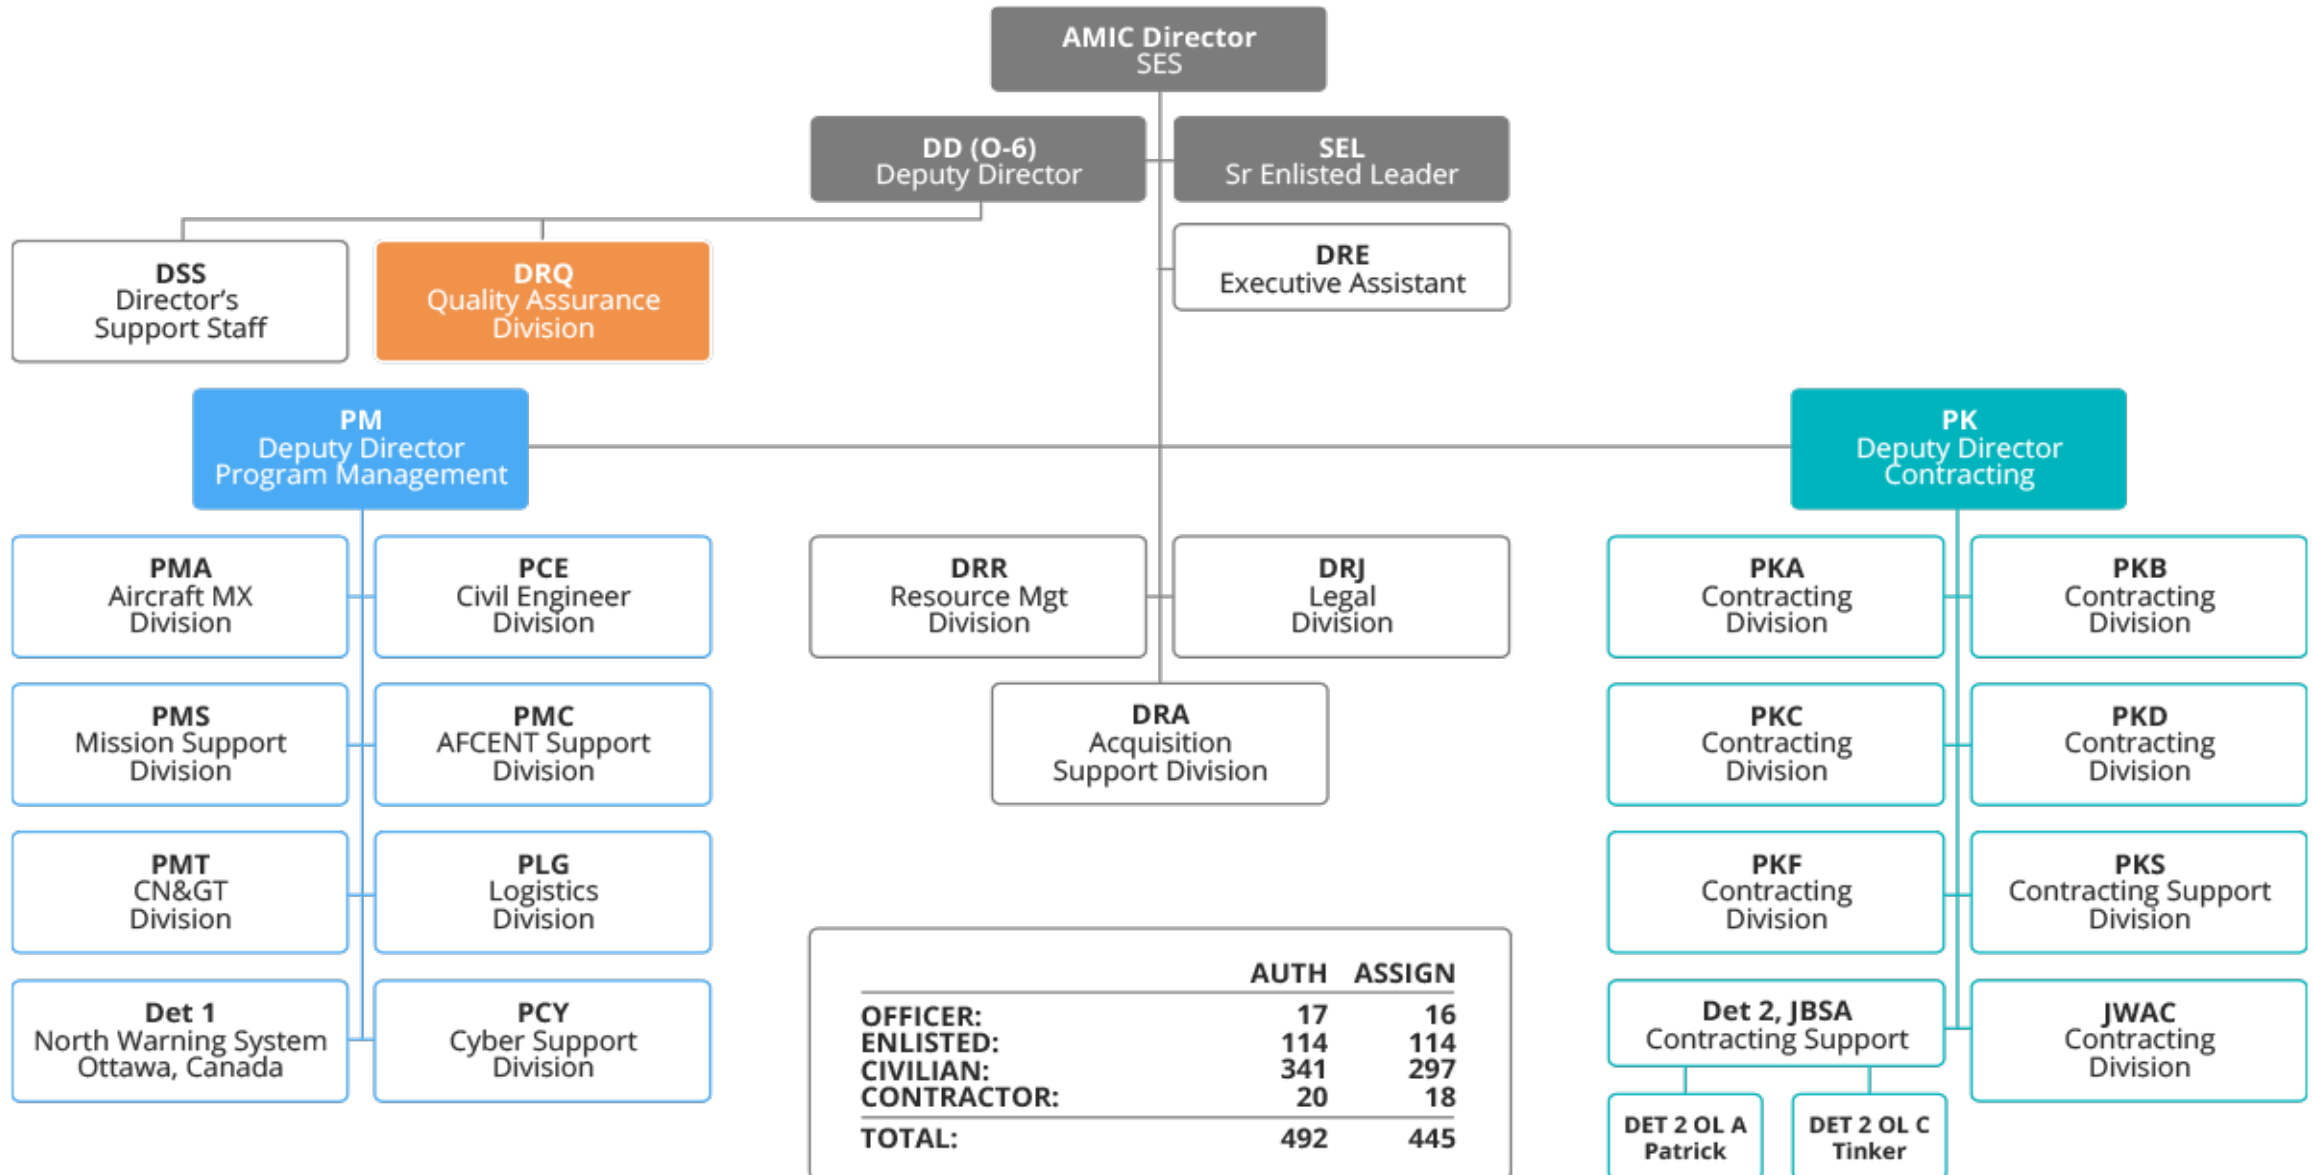 AMIC Director
SES
DD (O-6)
Deputy Director
SEL
Sr Enlisted Leader
DRE
Executive Assistant
DSS
Director’s
Support Staff
DRQ
Quality Assurance
Division
PM
Deputy Director
Program Management
PK
Deputy Director
Contracting
PMA
Aircraft MX
Division
PCE
Civil Engineer
Division
PMS
Mission Support
Division
PMC
AFCENT Support
Division
PMT
CN&GT
Division
PLG
Logistics
Division
Det 1
North Warning System
Ottawa, Canada
PCY
Cyber Support
Division
DRR
Resource Mgt
Division
DRJ
Legal
Division
DRA
Acquisition
Support Division
AUTH ASSIGN
OFFICER: 17 16
ENLISTED: 114 114
CIVILIAN: 341 297
CONTRACTOR: 20 18
TOTAL: 492 445
PKA
Contracting
Division
PKB
Contracting
Division
PKC
Contracting
Division
PKD
Contracting
Division
PKF
Contracting
Division
PKS
Contracting Support
Division
Det 2, JBSA
Contracting Support
JWAC
Contracting
Division
DET 2 OL A
Patrick
DET 2 OL C
Tinker